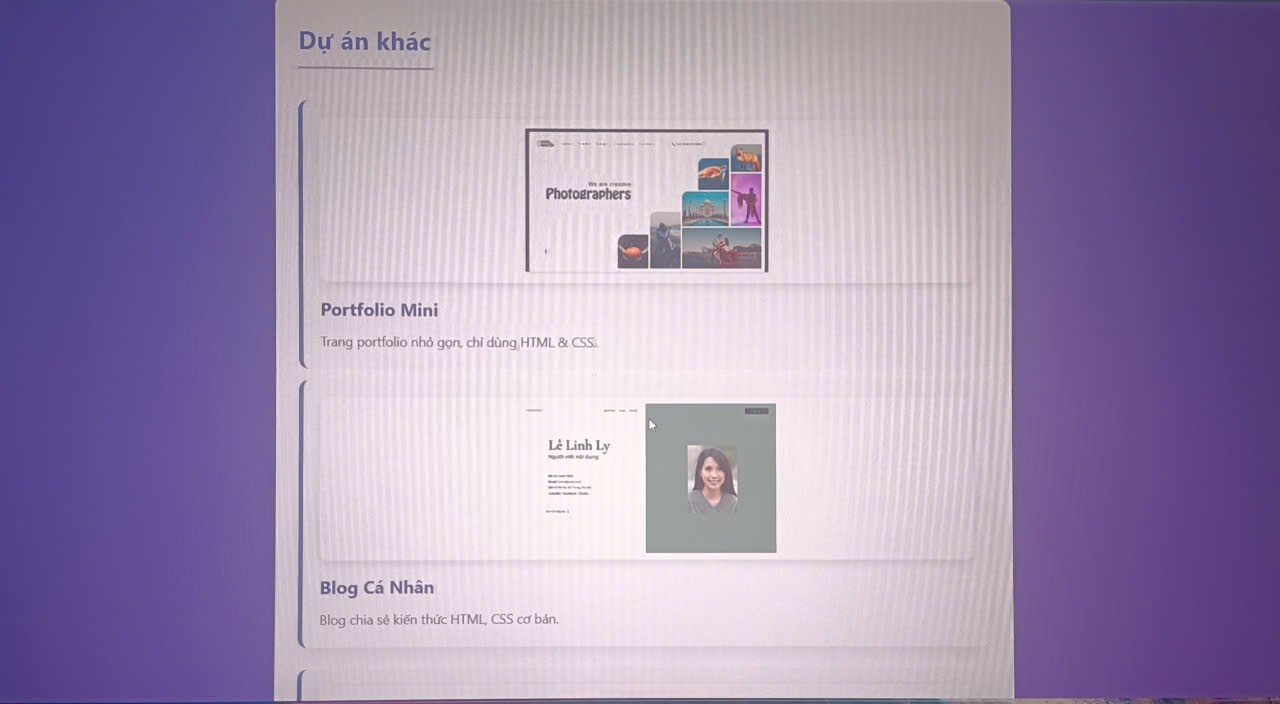 Dự án khác
We are creative
Photographers
Portfolio Mini
Trang portfolio nhỏ gọn, chỉ dùng HTML & CSS.
Lê Linh Ly
Người viết nội dung
Blog Cá Nhân
Blog chia sẻ kiến thức HTML, CSS cơ bản.